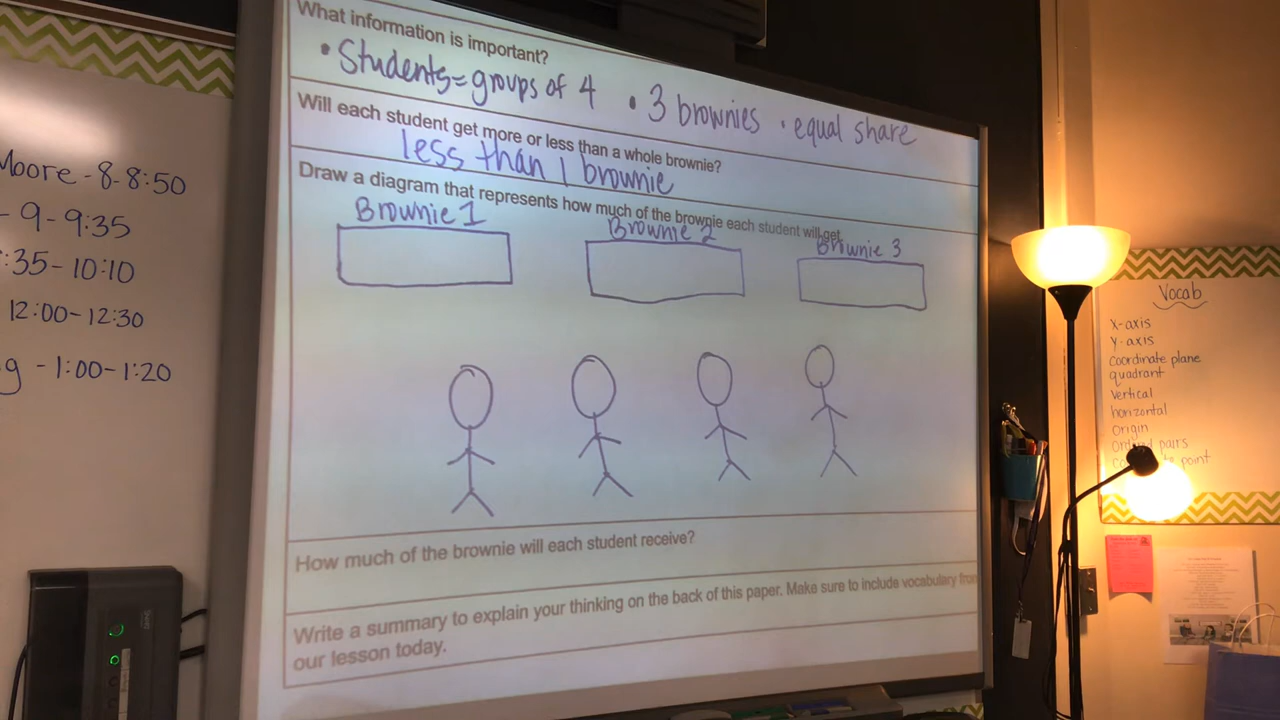 Moore - 8-8:50
- 9-9:35
:35-10:10
12:00-12:30
g - 1:00-1:20
What information is important?
• Students= groups of 4 • 3 brownies • equal share
Will each student get more or less than a whole brownie?
less than 1 brownie
Draw a diagram that represents how much of the brownie each student will get.
Brownie 1 Brownie 2 Brownie 3
How much of the brownie will each student receive?
Write a summary to explain your thinking on the back of this paper. Make sure to include vocabulary from
our lesson today.
Vocab
x-axis
y-axis
coordinate plane
quadrant
vertical
horizontal
origin
pairs
point